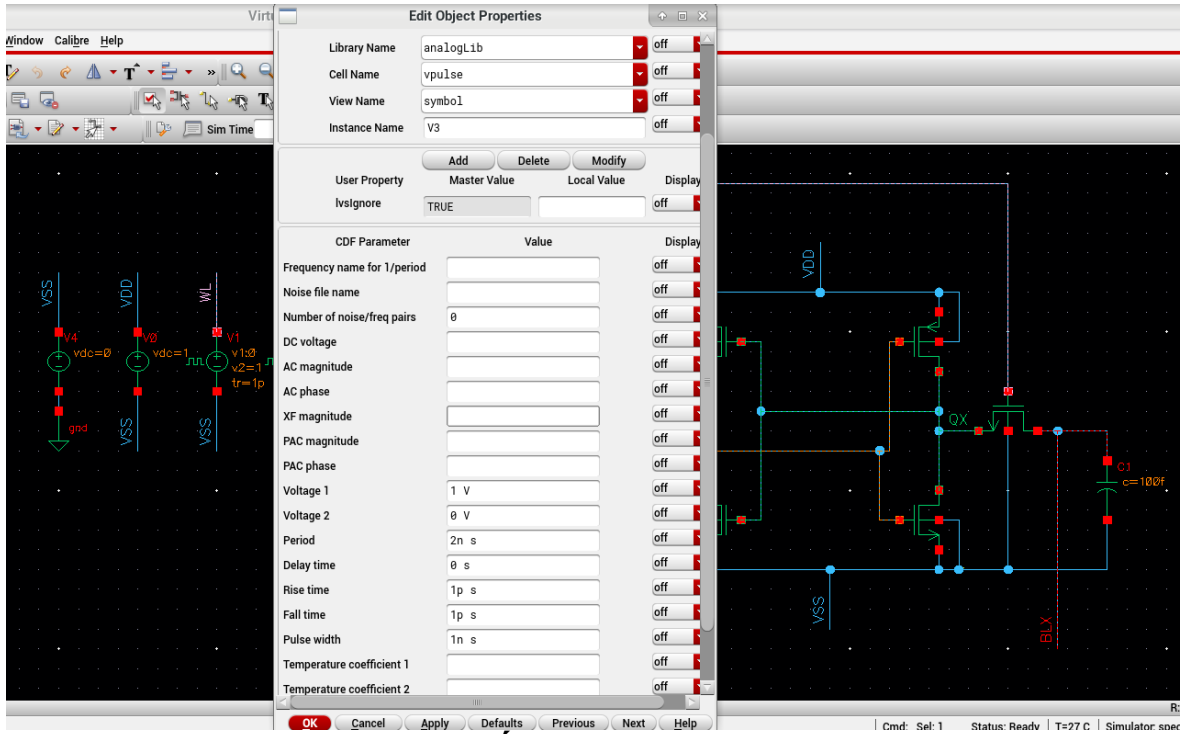 Virtu
Edit Object Properties
Window Calibre Help
Library Name analogLib off
Cell Name vpulse off
View Name symbol off
Instance Name V3 off
Sim Time
Add Delete Modify
User Property Master Value Local Value Display
lvsIgnore TRUE off
CDF Parameter Value Display
Frequency name for 1/period off
Noise file name off
Number of noise/freq pairs 0 off
DC voltage off
AC magnitude off
AC phase off
XF magnitude off
PAC magnitude off
PAC phase off
Voltage 1 1 V off
Voltage 2 0 V off
Period 2n s off
Delay time 0 s off
Rise time 1p s off
Fall time 1p s off
Pulse width 1n s off
Temperature coefficient 1 off
Temperature coefficient 2 off
OK Cancel Apply Defaults Previous Next Help
VSS
VDD
WL
V4
vdc=0
V0
vdc=1
V1
v1:0
v2=1
tr=1p
gnd
VSS
VSS
VDD
QX
C1
c=100f
VSS
BLX
R:
Cmd: Sel: 1 Status: Ready T=27 C Simulator: spec